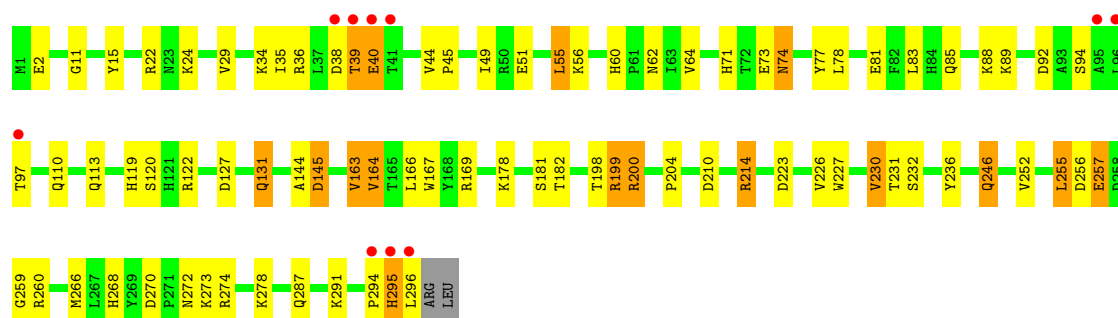 M1 E2 G11 Y15 R22 N23 K24 V29 K34 I35 R36 L37 D38 T39 E40 T41 V44 P45 I49 R50 E51 L55 K56 H60 P61 N62 I63 V64 H71 T72 E73 N74 Y77 L78 E81 F82 L83 H84 Q85 K88 K89 D92 A93 S94 A95 L96
T97 Q110 Q113 H119 S120 H121 R122 D127 Q131 A144 D145 V163 V164 T165 L166 W167 Y168 R169 K178 S181 T182 T198 R199 R200 P204 D210 R214 D223 V226 W227 V230 T231 S232 Y236 Q246 V252 L255 D256 E257 P258
G259 R260 M266 L267 H268 Y269 D270 P271 N272 K273 R274 K278 Q287 K291 P294 H295 L296 ARG LEU